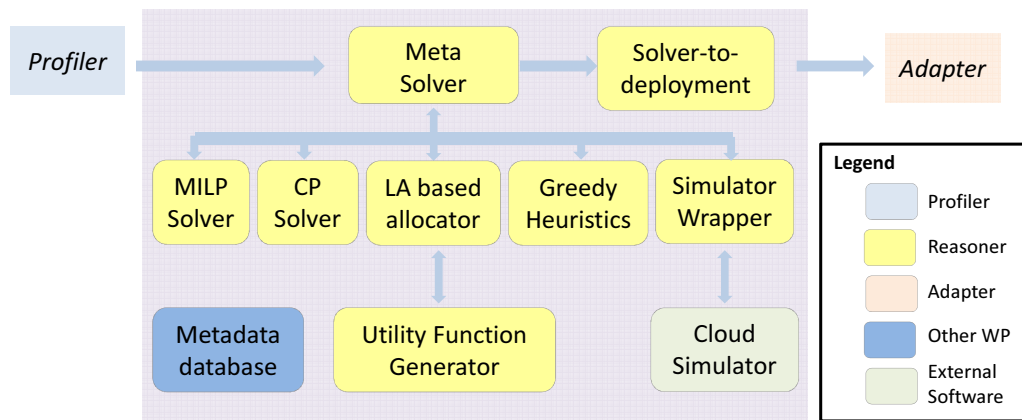 Profiler
Meta
Solver
Solver-to-
deployment
Adapter
MILP
Solver
CP
Solver
LA based
allocator
Greedy
Heuristics
Simulator
Wrapper
Metadata
database
Utility Function
Generator
Cloud
Simulator
Legend
Profiler
Reasoner
Adapter
Other WP
External
Software